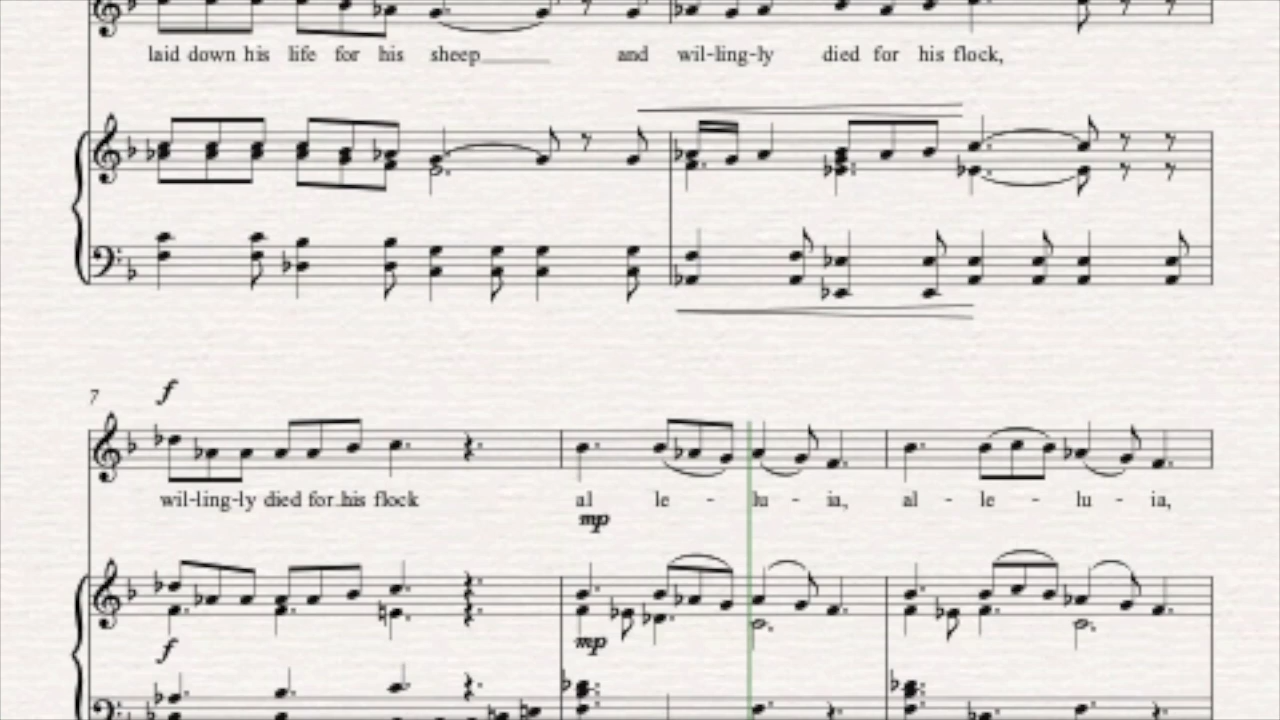 laid down his life for his sheep____ and wil-ling-ly died for his flock,
7 f
wil-ling-ly died for his flock al le - lu - ia, al - le - lu - ia,
mp
f mp